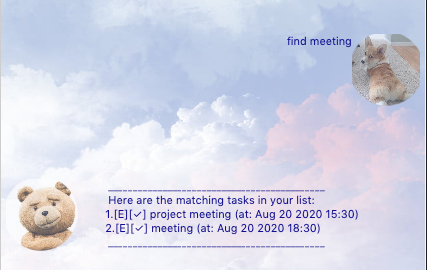 find meeting
____________________________________
Here are the matching tasks in your list:
1.[E][✓] project meeting (at: Aug 20 2020 15:30)
2.[E][✓] meeting (at: Aug 20 2020 18:30)
____________________________________